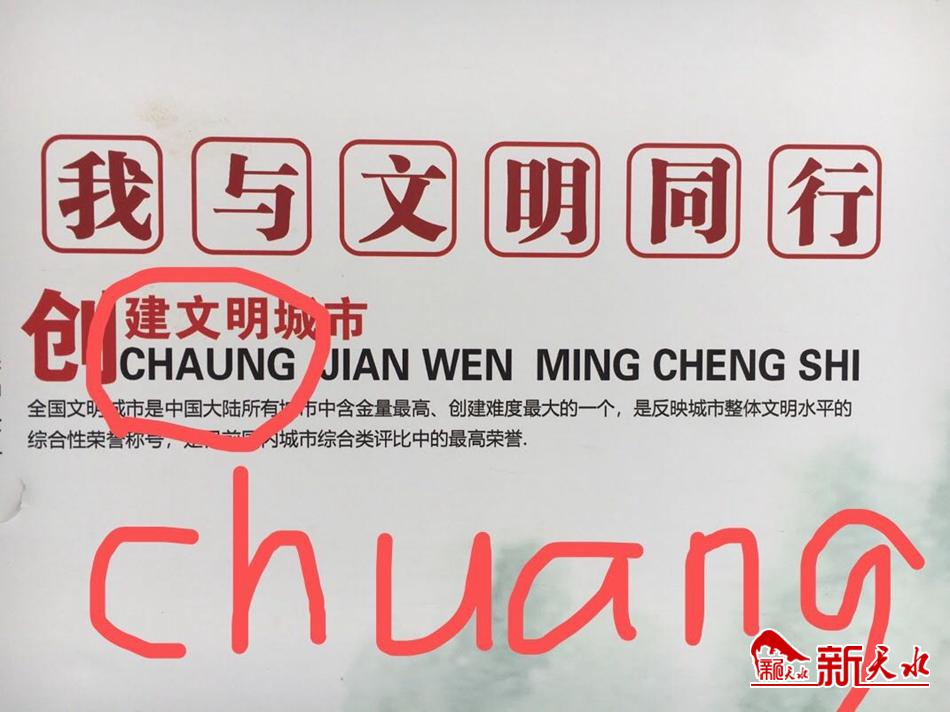 我与文明同行
创建文明城市
CHAUNG JIAN WEN MING CHENG SHI
全国文明城市是中国大陆所有城市中含金量最高、创建难度最大的一个，是反映城市整体文明水平的
综合性荣誉称号，是目前国内城市综合类评比中的最高荣誉.
chuang
新天水